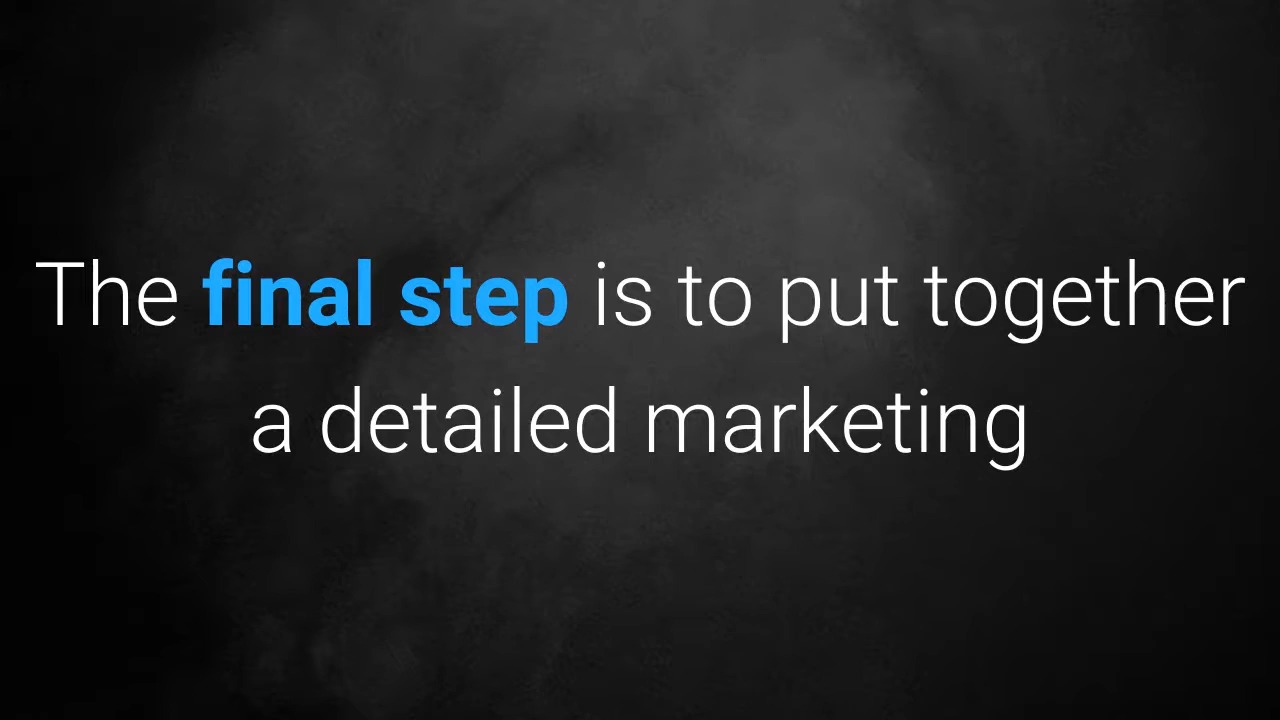 The final step is to put together
a detailed marketing